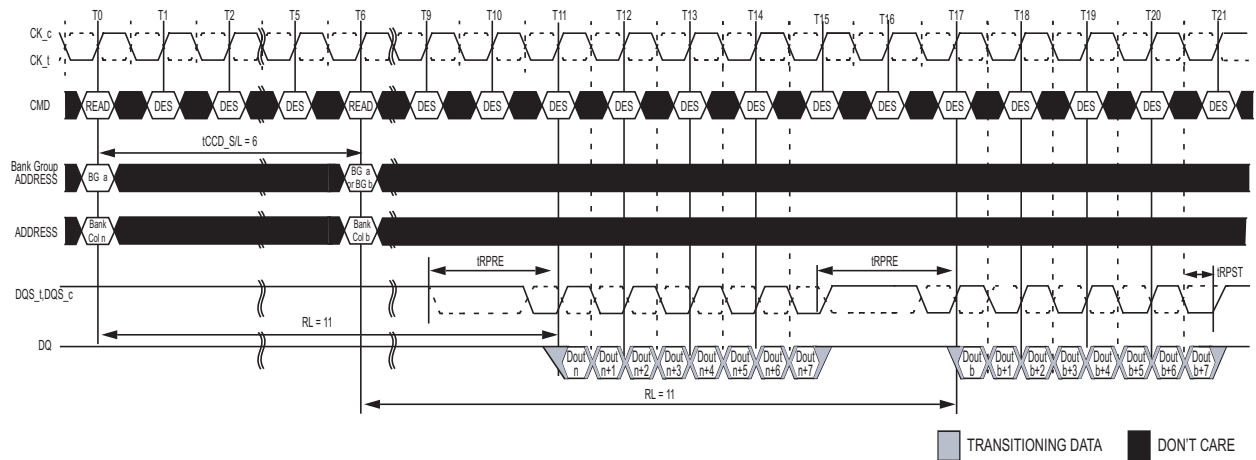 T0 T1 T2 T5 T6 T9 T10 T11 T12 T13 T14 T15 T16 T17 T18 T19 T20 T21
CK_c
CK_t
CMD READ DES DES DES READ DES DES DES DES DES DES DES DES DES DES DES DES DES
tCCD_S/L = 6
Bank Group
ADDRESS
BG a
BG a
or BG b
ADDRESS
Bank
Col n
Bank
Col b
tRPRE tRPRE tRPST
DQS_t,DQS_c
RL = 11
DQ
Dout
n
Dout
n+1
Dout
n+2
Dout
n+3
Dout
n+4
Dout
n+5
Dout
n+6
Dout
n+7
Dout
b
Dout
b+1
Dout
b+2
Dout
b+3
Dout
b+4
Dout
b+5
Dout
b+6
Dout
b+7
RL = 11
TRANSITIONING DATA DON'T CARE